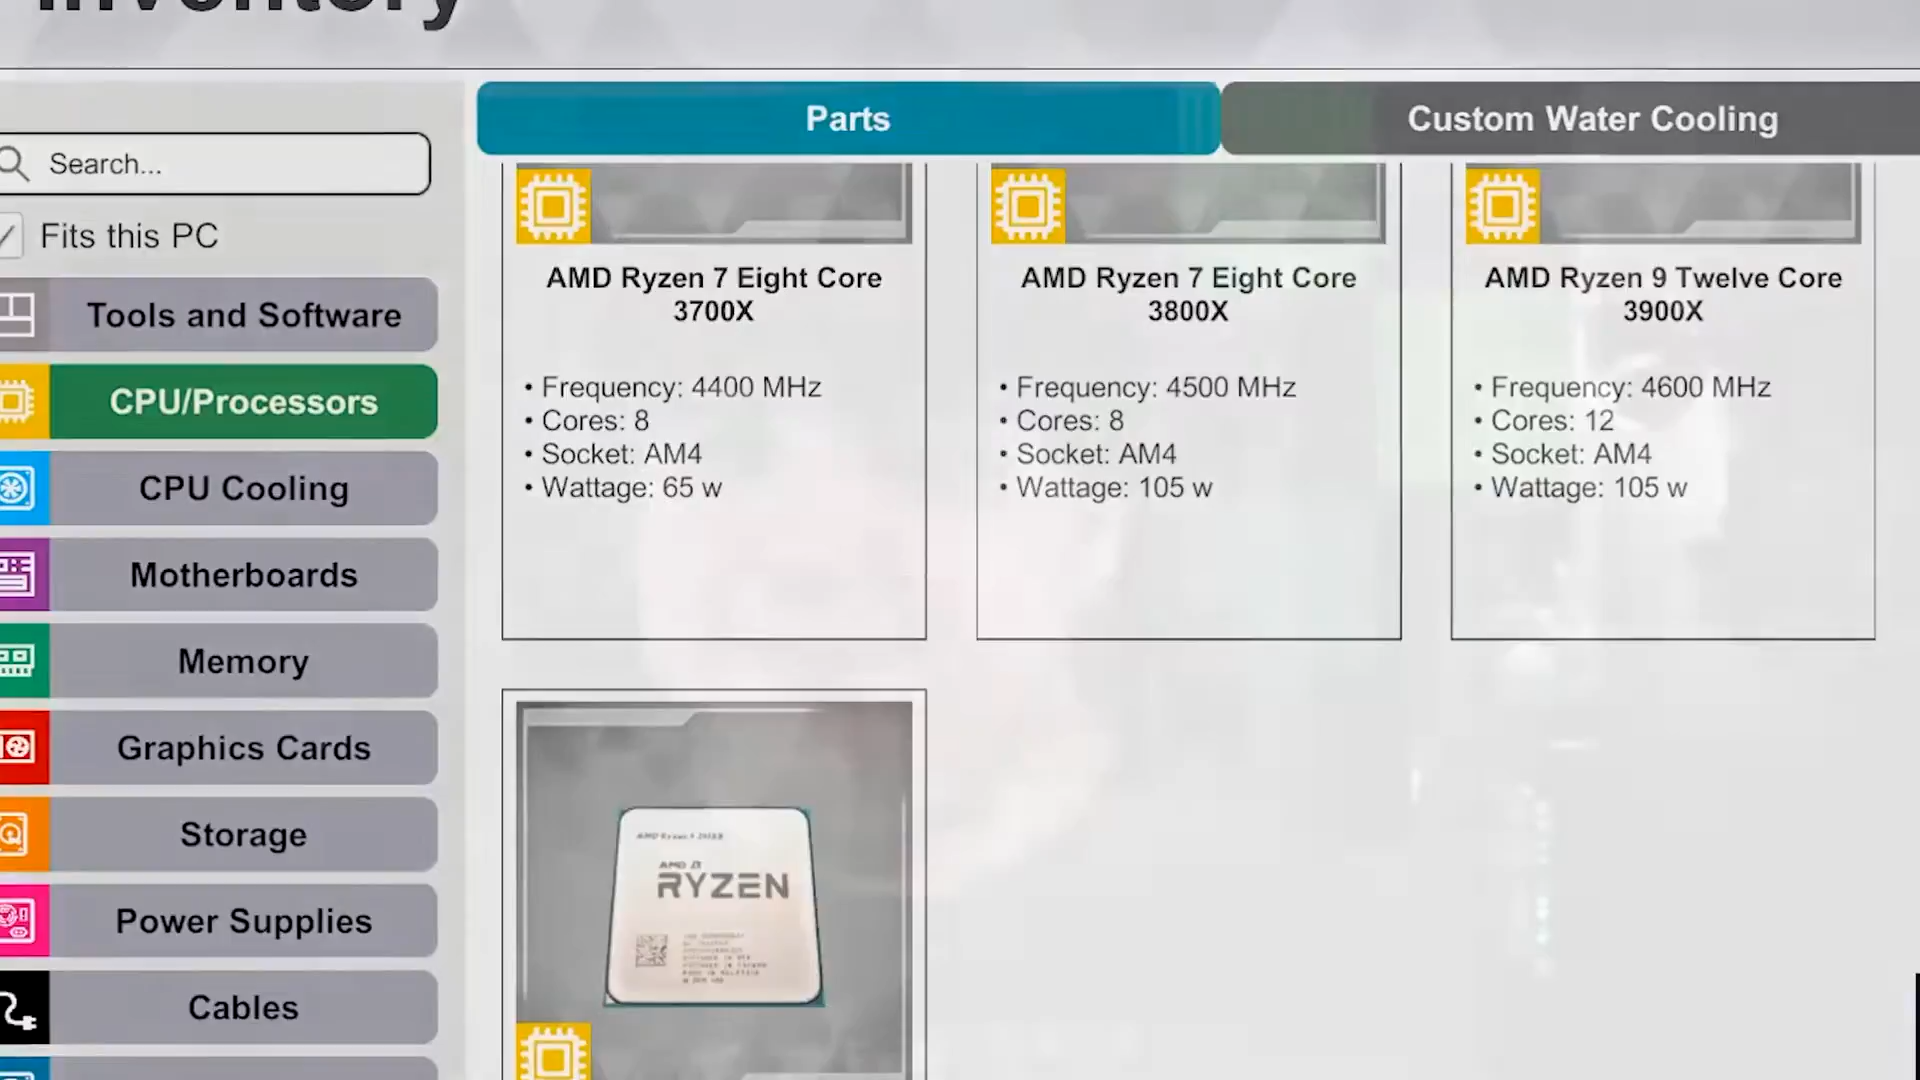 Inventory
Parts
Custom Water Cooling
Search...
Fits this PC
Tools and Software
CPU/Processors
CPU Cooling
Motherboards
Memory
Graphics Cards
Storage
Power Supplies
Cables
AMD Ryzen 7 Eight Core
3700X
• Frequency: 4400 MHz
• Cores: 8
• Socket: AM4
• Wattage: 65 w
AMD Ryzen 7 Eight Core
3800X
• Frequency: 4500 MHz
• Cores: 8
• Socket: AM4
• Wattage: 105 w
AMD Ryzen 9 Twelve Core
3900X
• Frequency: 4600 MHz
• Cores: 12
• Socket: AM4
• Wattage: 105 w
AMD
RYZEN